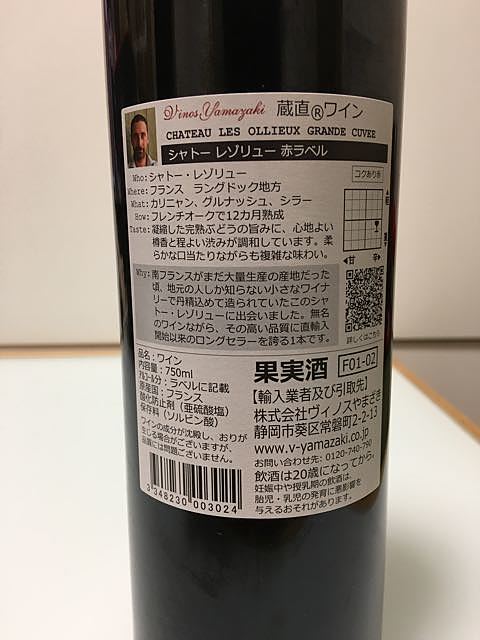 Vinos Yamazaki 蔵直®ワイン
CHATEAU LES OLLIEUX GRANDE CUVEE
シャトー レゾリュー 赤ラベル
Who:シャトー・レゾリュー
Where:フランス ラングドック地方
What:カリニャン、グルナッシュ、シラー
How:フレンチオークで12カ月熟成
Taste:凝縮した完熟ぶどうの旨みに、心地よい
樽香と程よい渋みが調和しています。柔
らかな口当たりながらも複雑な味わい。
コクあり赤
◀甘 辛▶
詳しくはこちら
Why:南フランスがまだ大量生産の産地だった
頃、地元の人しか知らない小さなワイナ
リーで丹精込めて造られていたこのシャ
トー・レゾリューに出会いました。無名
のワインながら、その高い品質に直輸入
開始以来のロングセラーを誇る1本です。
品名：ワイン
内容量：750ml
ｱﾙｺｰﾙ分：ラベルに記載
原産国：フランス
酸化防止剤（亜硫酸塩）
保存料（ソルビン酸）
ワインの成分が沈殿し、おりが
生じる場合がございますが、
品質には問題ございません。
3 348230 003024
果実酒 F01-02
【輸入業者及び引取先】
株式会社ヴィノスやまざき
静岡市葵区常磐町2-2-13
www.v-yamazaki.co.jp
お問い合わせ先: 0120-740-790
飲酒は20歳になってから。
妊娠中や授乳期の飲酒は、
胎児・乳児の発育に悪影響を
与えるおそれがあります。